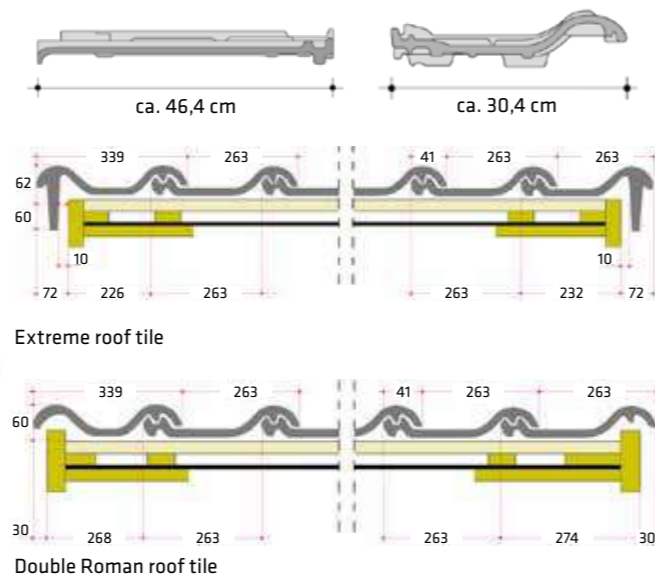 ca. 46,4 cm ca. 30,4 cm
339 263 41 263 263
62
60
10 10
72 226 263 263 232 72
Extreme roof tile
339 263 41 263 263
60
30 268 263 263 274 30
Double Roman roof tile